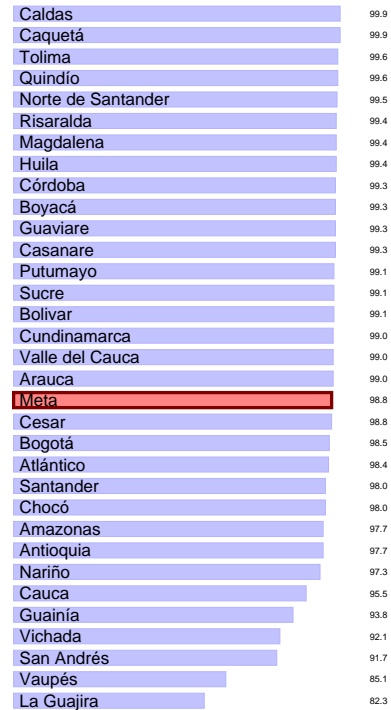 Caldas 99.9
Caquetá 99.9
Tolima 99.6
Quindío 99.6
Norte de Santander 99.5
Risaralda 99.4
Magdalena 99.4
Huila 99.4
Córdoba 99.3
Boyacá 99.3
Guaviare 99.3
Casanare 99.3
Putumayo 99.1
Sucre 99.1
Bolivar 99.1
Cundinamarca 99.0
Valle del Cauca 99.0
Arauca 99.0
Meta 98.8
Cesar 98.8
Bogotá 98.5
Atlántico 98.4
Santander 98.0
Chocó 98.0
Amazonas 97.7
Antioquia 97.7
Nariño 97.3
Cauca 95.5
Guainía 93.8
Vichada 92.1
San Andrés 91.7
Vaupés 85.1
La Guajira 82.3